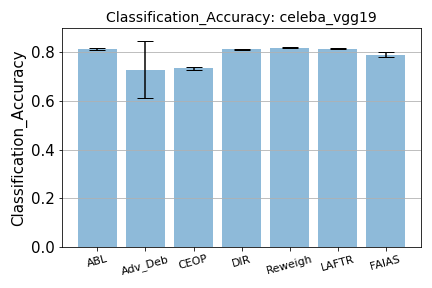 Classification_Accuracy: celeba_vgg19
Classification_Accuracy
0.8
0.6
0.4
0.2
0.0
ABL Adv_Deb CEOP DIR Reweigh LAFTR FAIAS